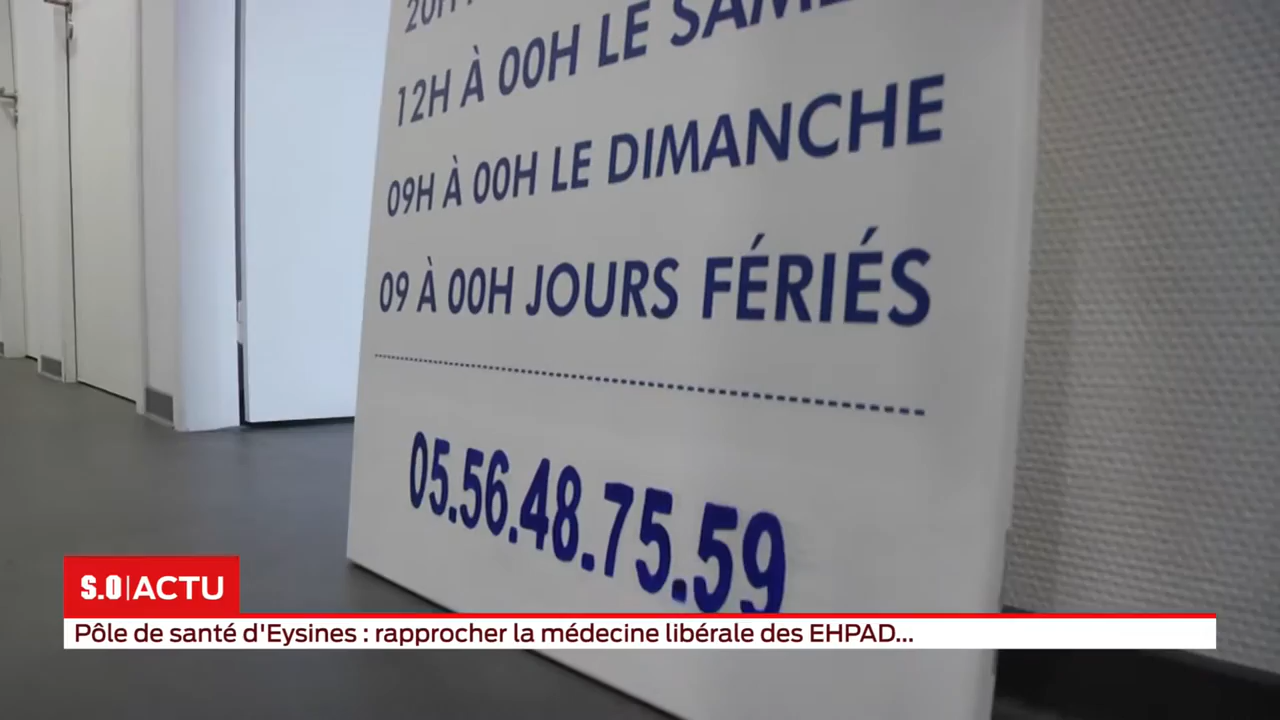 12H À 00H LE
09H À 00H LE DIMANCHE
09 À 00H JOURS FÉRIÉS
05.56.48.75.59
S.O|ACTU
Pôle de santé d'Eysines : rapprocher la médecine libérale des EHPAD...